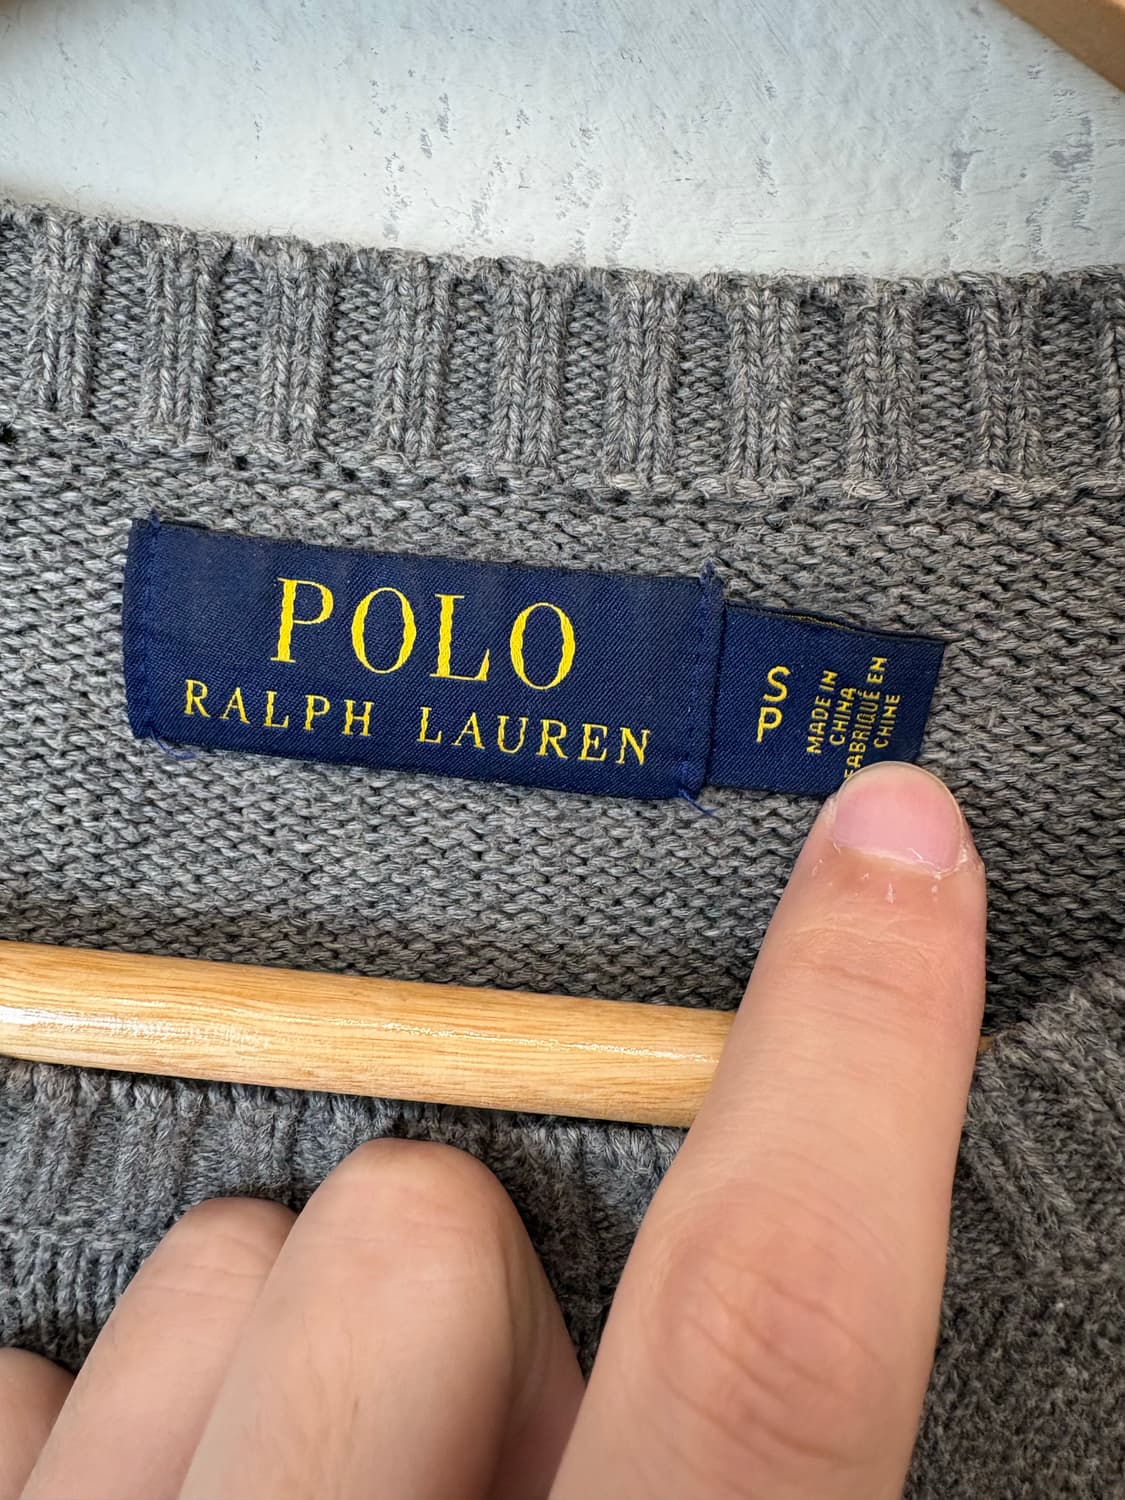 POLO
RALPH LAUREN
S
P
MADE IN
CHINA
FABRIQUÉ EN
CHINE